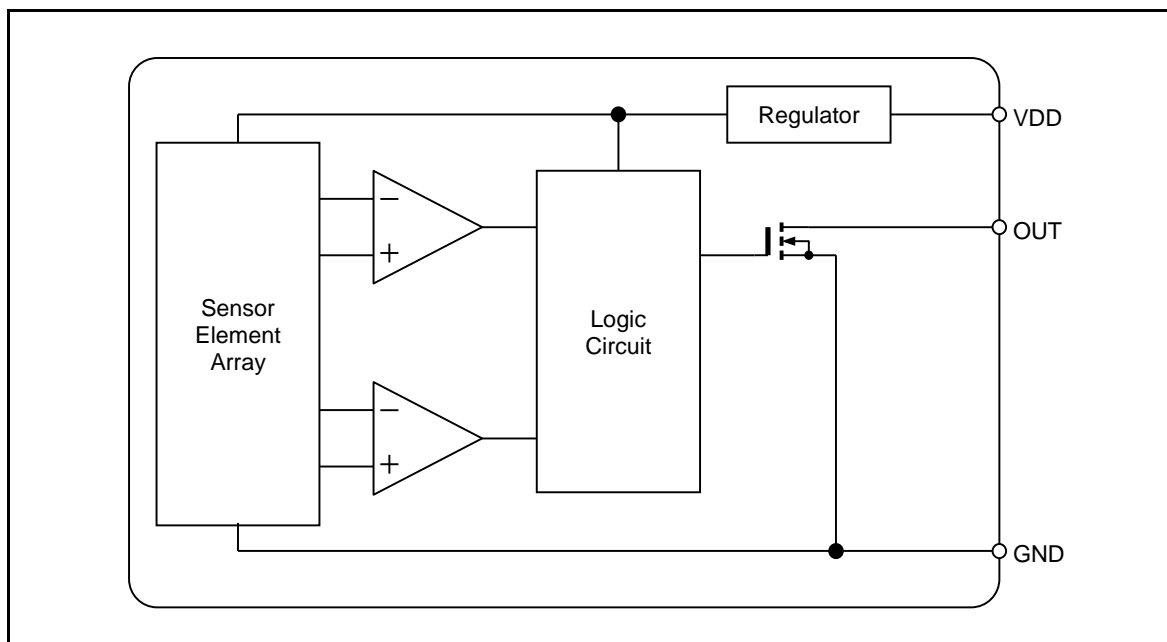 Regulator
VDD
−
+
OUT
Sensor
Element
Array
Logic
Circuit
−
+
GND